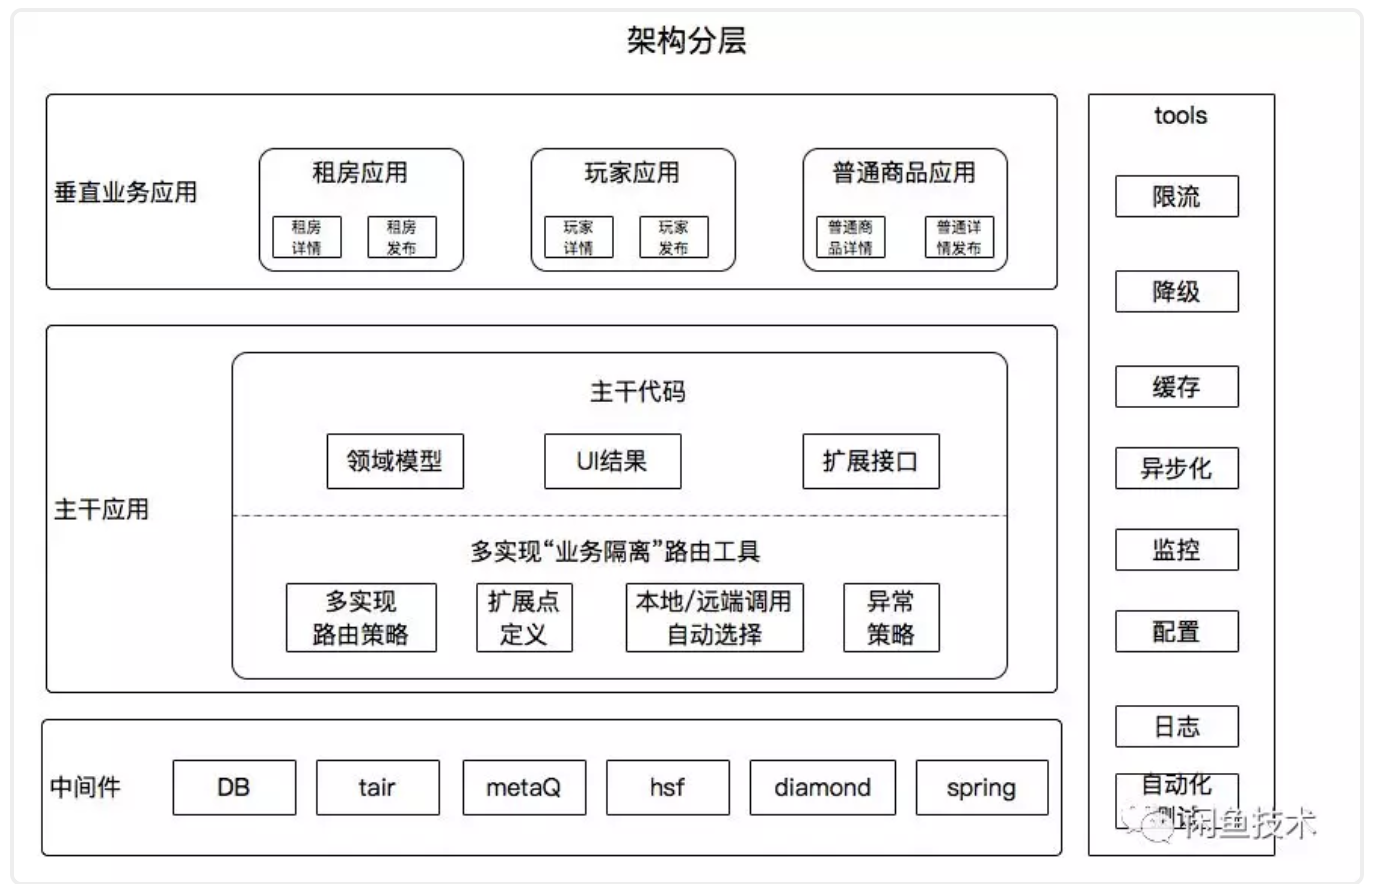 架构分层
垂直业务应用
租房应用
租房
详情
租房
发布
玩家应用
玩家
详情
玩家
发布
普通商品应用
普通商
品详情
普通详
情发布
主干应用
主干代码
领域模型
UI结果
扩展接口
多实现“业务隔离”路由工具
多实现
路由策略
扩展点
定义
本地/远端调用
自动选择
异常
策略
中间件
DB
tair
metaQ
hsf
diamond
spring
tools
限流
降级
缓存
异步化
监控
配置
日志
自动化
测试
闲鱼技术